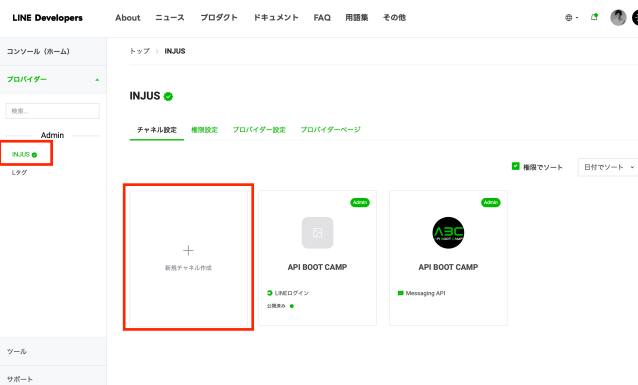 LINE Developers
About ニュース プロダクト ドキュメント FAQ 用語集 その他
コンソール（ホーム）
トップ 〉 INJUS
プロバイダー
検索...
INJUS
Admin
チャネル設定 権限設定 プロバイダー設定 プロバイダーページ
INJUS
権限でソート 日付でソート
Lタグ
Admin
Admin
ABC
API BOOT CAMP
新規チャネル作成
API BOOT CAMP
API BOOT CAMP
LINEログイン
Messaging API
公開済み
ツール
サポート